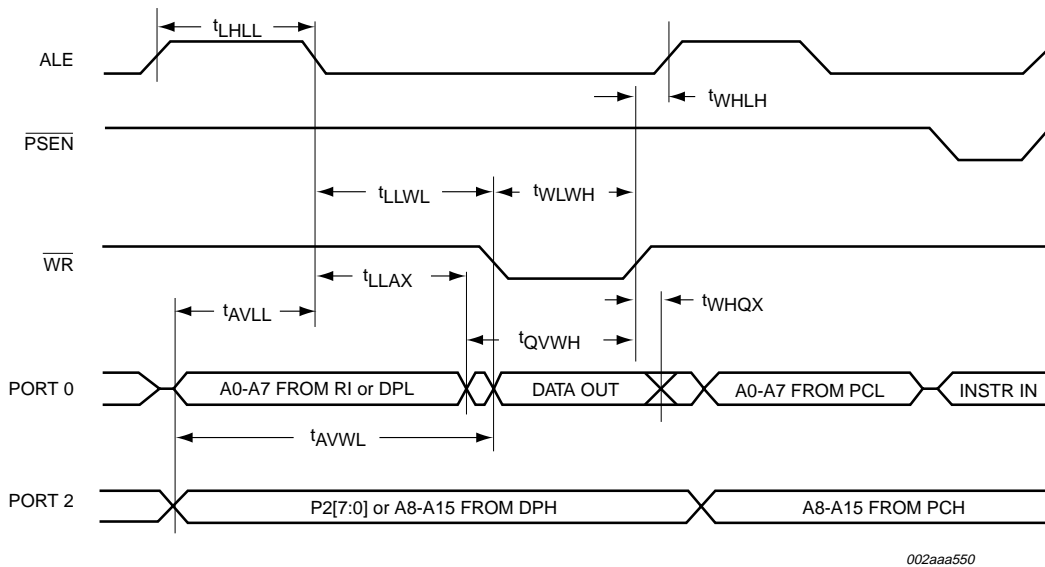 tLHLL
ALE
tWHLH
PSEN
tLLWL
tWLWH
WR
tLLAX
tWHQX
tAVLL
tQVWH
PORT 0
A0-A7 FROM RI or DPL
DATA OUT
A0-A7 FROM PCL
INSTR IN
tAVWL
PORT 2
P2[7:0] or A8-A15 FROM DPH
A8-A15 FROM PCH
002aaa550